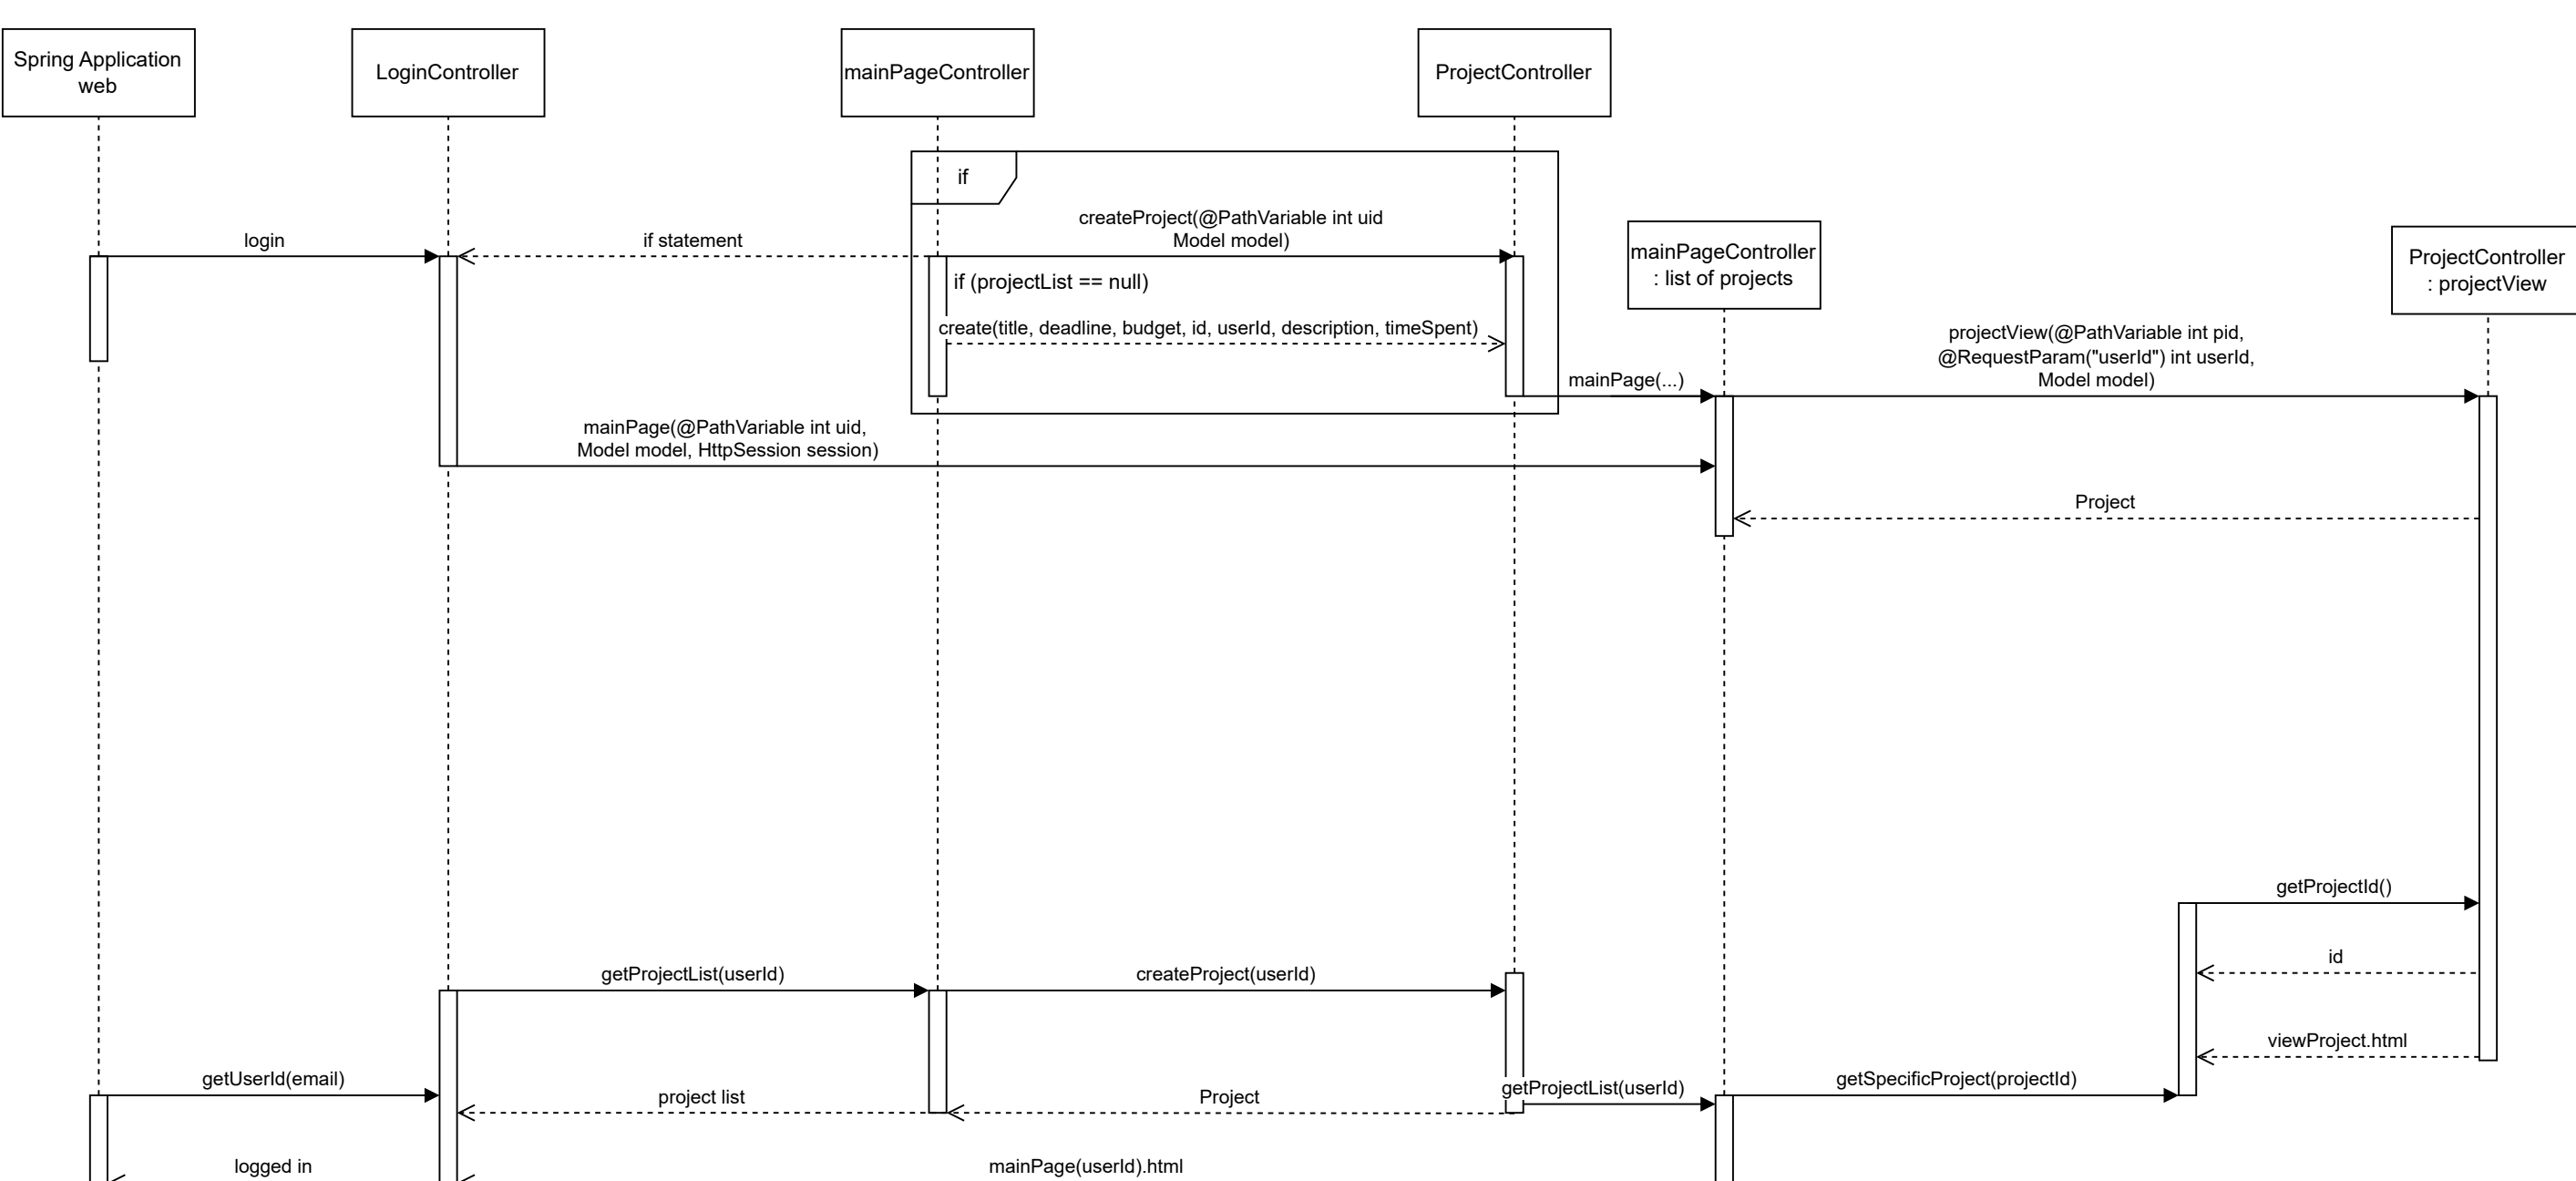 Spring Application
web
LoginController
mainPageController
ProjectController
if
createProject(@PathVariable int uid
Model model)
login
if statement
mainPageController
: list of projects
ProjectController
: projectView
if (projectList == null)
create(title, deadline, budget, id, userId, description, timeSpent)
projectView(@PathVariable int pid,
@RequestParam("userId") int userId,
Model model)
mainPage(...)
mainPage(@PathVariable int uid,
Model model, HttpSession session)
Project
getProjectId()
id
getProjectList(userId)
createProject(userId)
viewProject.html
getUserId(email)
getProjectList(userId)
getSpecificProject(projectId)
project list
Project
logged in
mainPage(userId).html